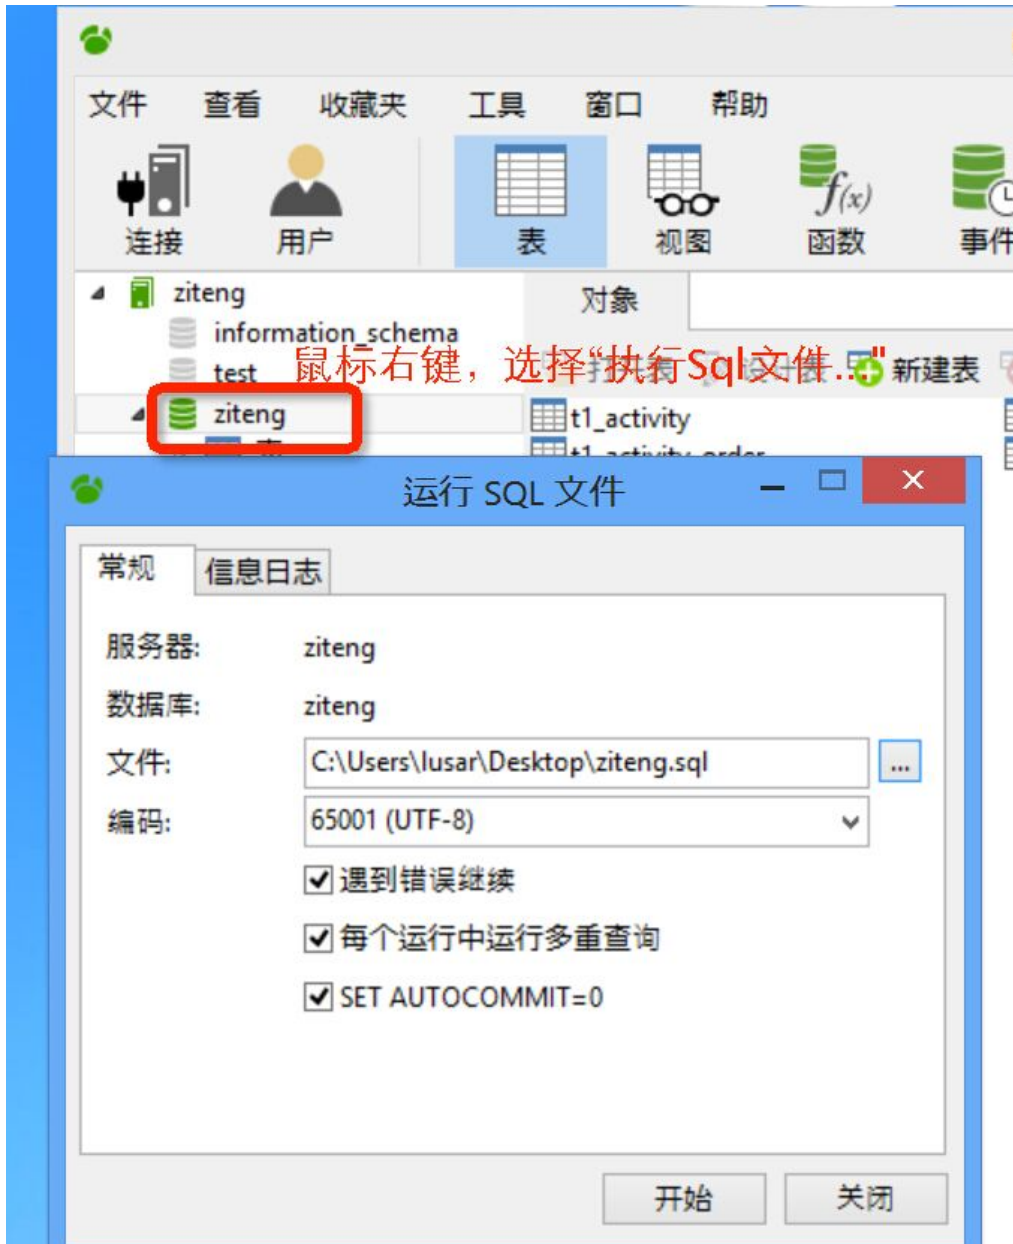 文件 查看 收藏夹 工具 窗口 帮助
连接 用户 表 视图 函数 事件
ziteng
对象
information_schema
鼠标右键，选择“执行Sql文件..."
test
新建表
ziteng
t1_activity
t1_activity_order
运行 SQL 文件
常规 信息日志
服务器: ziteng
数据库: ziteng
文件: C:\Users\lusar\Desktop\ziteng.sql ...
编码: 65001 (UTF-8)
遇到错误继续
每个运行中运行多重查询
SET AUTOCOMMIT=0
开始 关闭